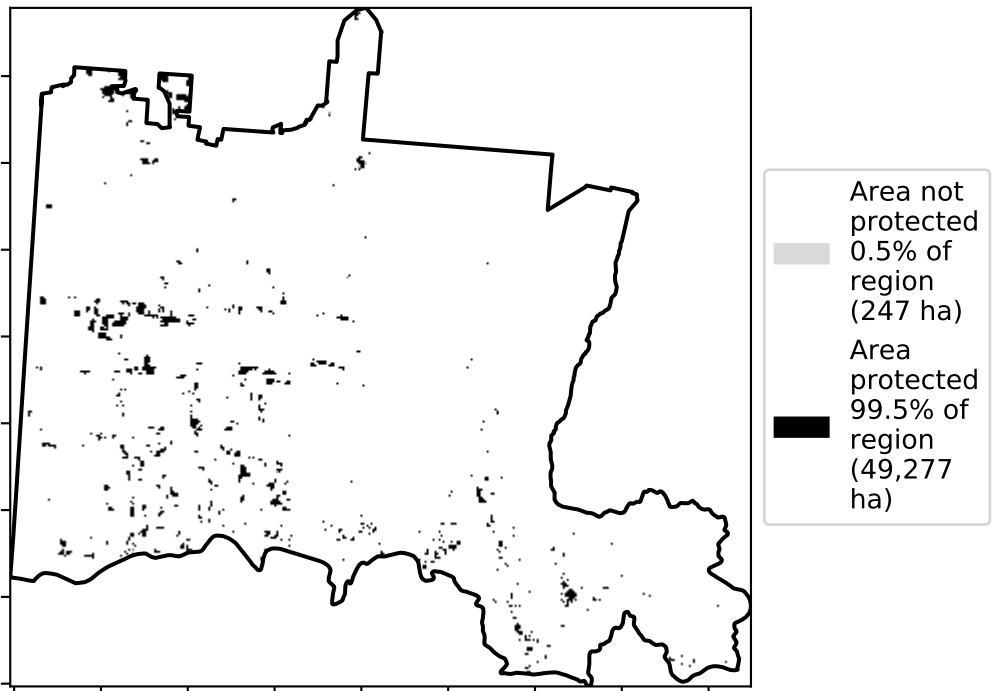 Area not
protected
0.5% of
region
(247 ha)
Area
protected
99.5% of
region
(49,277
ha)